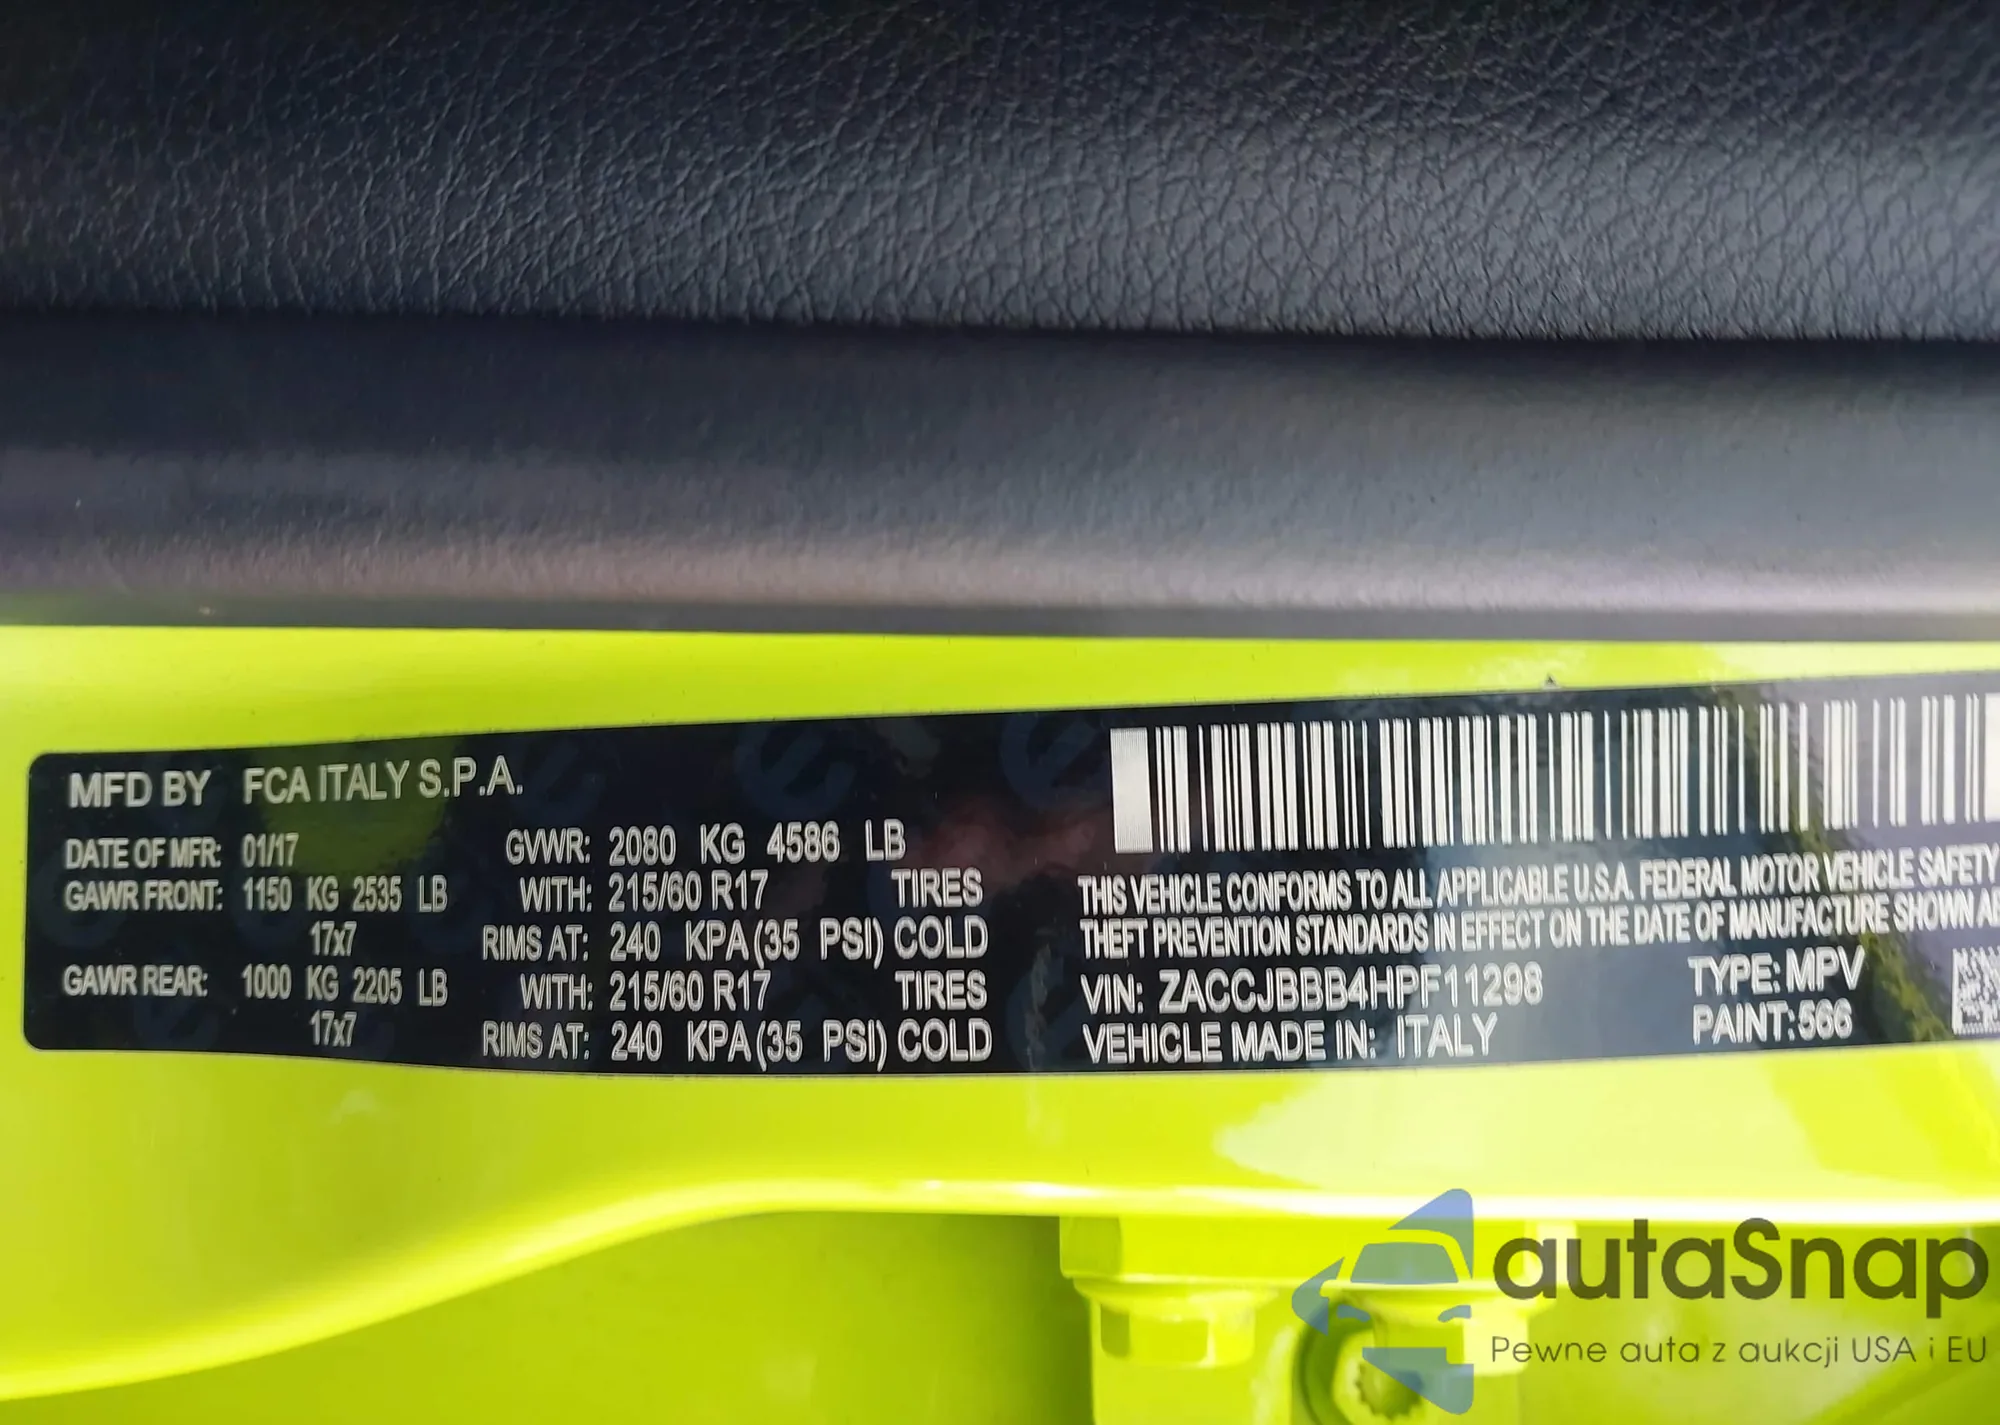 MFD BY FCA ITALY S.P.A.
DATE OF MFR: 01/17 GVWR: 2080 KG 4586 LB
GAWR FRONT: 1150 KG 2535 LB WITH: 215/60 R17 TIRES
17x7 RIMS AT: 240 KPA(35 PSI) COLD
GAWR REAR: 1000 KG 2205 LB WITH: 215/60 R17 TIRES
17x7 RIMS AT: 240 KPA(35 PSI) COLD
THIS VEHICLE CONFORMS TO ALL APPLICABLE U.S.A. FEDERAL MOTOR VEHICLE SAFETY
THEFT PREVENTION STANDARDS IN EFFECT ON THE DATE OF MANUFACTURE SHOWN
VIN: ZACCJBBB4HPF11298 TYPE: MPV
VEHICLE MADE IN: ITALY PAINT: 566
autaSnap
Pewne auta z aukcji USA i EU